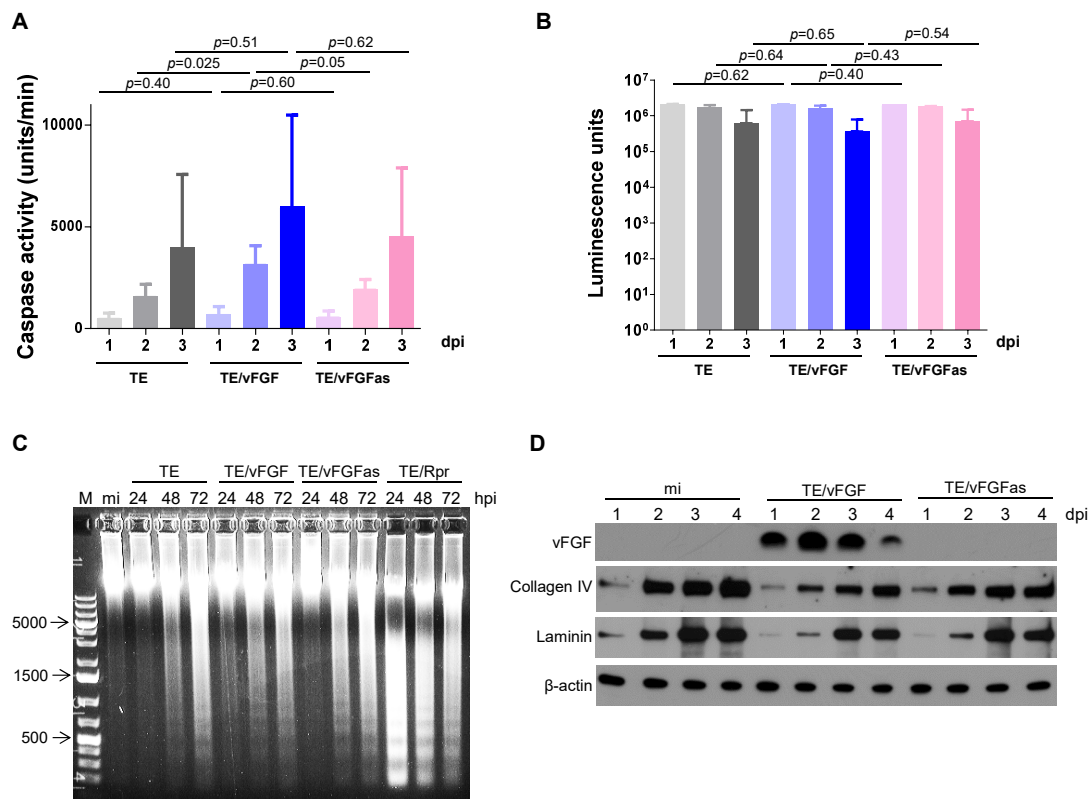 A
p=0.51
p=0.62
p=0.025
p=0.05
p=0.40
p=0.60
Caspase activity (units/min)
10000
5000
0
1 2 3 1 2 3 1 2 3 dpi
TE TE/vFGF TE/vFGFas
B
p=0.65
p=0.54
p=0.64
p=0.43
p=0.62
p=0.40
Luminescence units
10⁷
10⁶
10⁵
10⁴
10³
10²
10¹
10⁰
1 2 3 1 2 3 1 2 3 dpi
TE TE/vFGF TE/vFGFas
C
TE TE/vFGF TE/vFGFas TE/Rpr
M mi 24 48 72 24 48 72 24 48 72 24 48 72 hpi
5000
1500
500
D
mi TE/vFGF TE/vFGFas
1 2 3 4 1 2 3 4 1 2 3 4 dpi
vFGF
Collagen IV
Laminin
β-actin